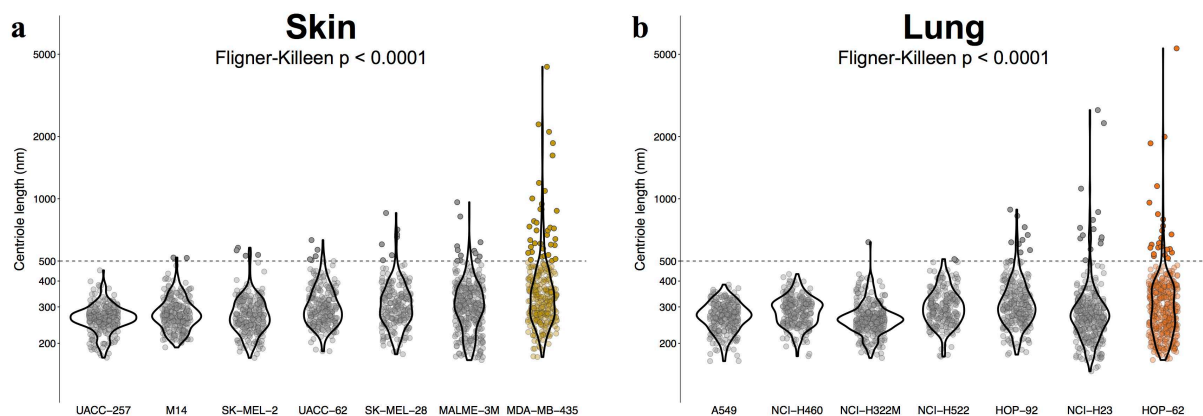 a
Skin
Fligner-Killeen p < 0.0001
Centriole length (nm)
5000
2000
1000
500
400
300
200
UACC-257 M14 SK-MEL-2 UACC-62 SK-MEL-28 MALME-3M MDA-MB-435
b
Lung
Fligner-Killeen p < 0.0001
Centriole length (nm)
5000
2000
1000
500
400
300
200
A549 NCI-H460 NCI-H322M NCI-H522 HOP-92 NCI-H23 HOP-62